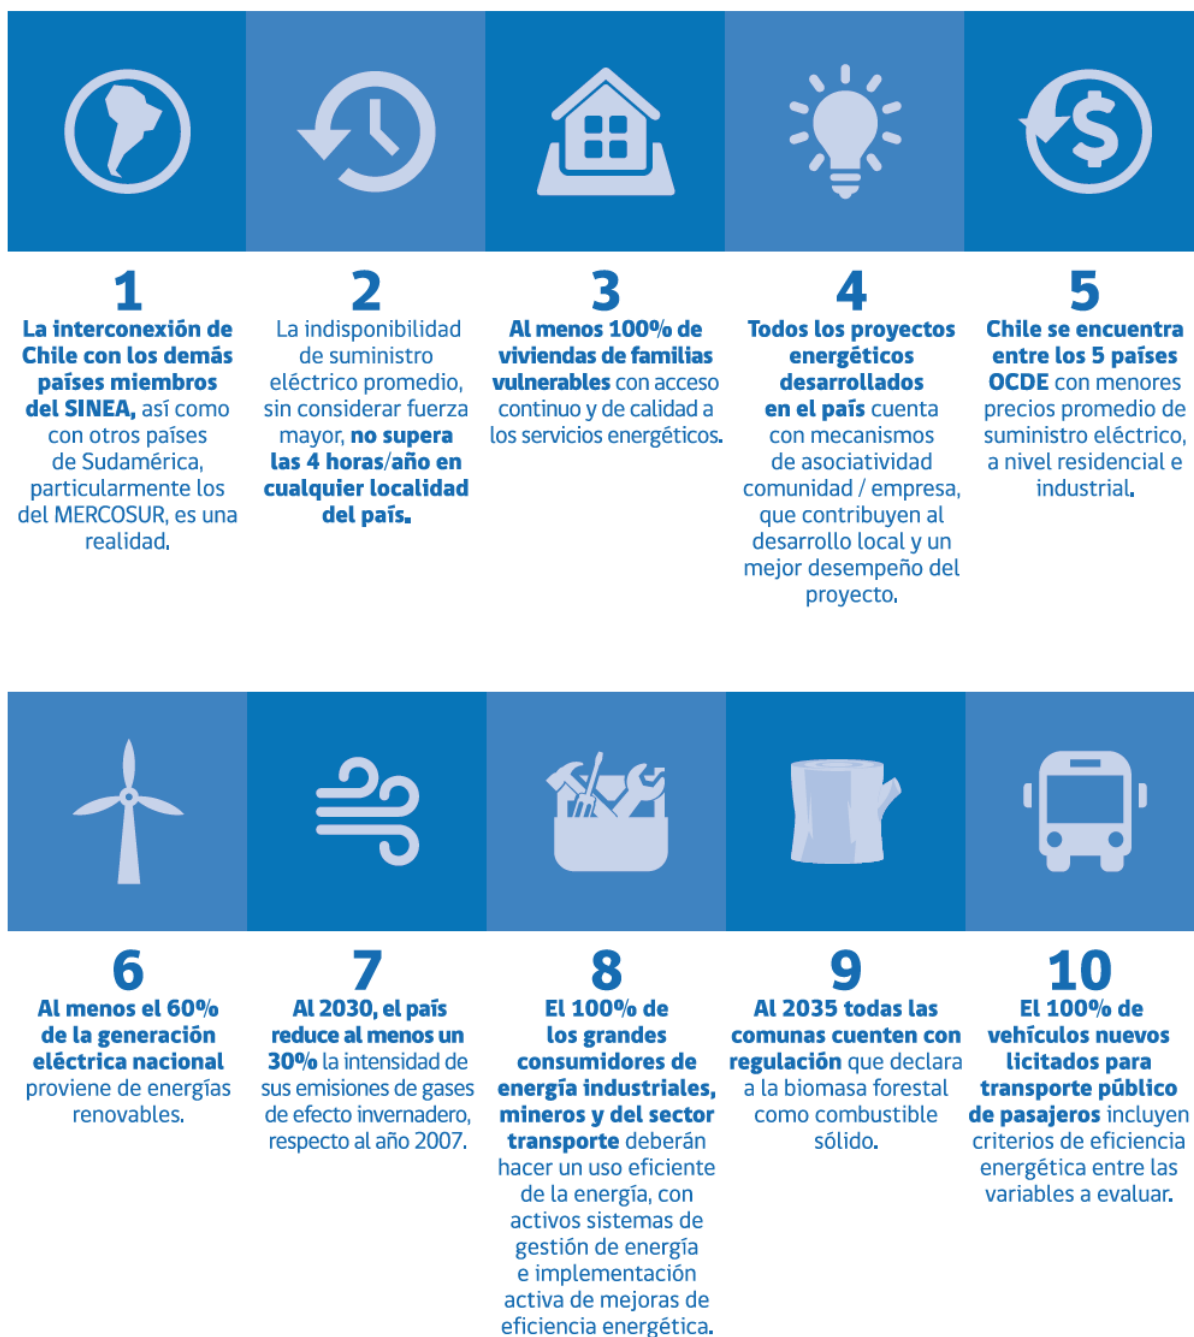 $
1
La interconexión de
Chile con los demás
países miembros
del SINEA, así como
con otros países
de Sudamérica,
particularmente los
del MERCOSUR, es una
realidad.
2
La indisponibilidad
de suministro
eléctrico promedio,
sin considerar fuerza
mayor, no supera
las 4 horas/año en
cualquier localidad
del país.
3
Al menos 100% de
viviendas de familias
vulnerables con acceso
continuo y de calidad a
los servicios energéticos.
4
Todos los proyectos
energéticos
desarrollados
en el país cuenta
con mecanismos
de asociatividad
comunidad / empresa,
que contribuyen al
desarrollo local y un
mejor desempeño del
proyecto.
5
Chile se encuentra
entre los 5 países
OCDE con menores
precios promedio de
suministro eléctrico,
a nivel residencial e
industrial.
6
Al menos el 60%
de la generación
eléctrica nacional
proviene de energías
renovables.
7
Al 2030, el país
reduce al menos un
30% la intensidad de
sus emisiones de gases
de efecto invernadero,
respecto al año 2007.
8
El 100% de
los grandes
consumidores de
energía industriales,
mineros y del sector
transporte deberán
hacer un uso eficiente
de la energía, con
activos sistemas de
gestión de energía
e implementación
activa de mejoras de
eficiencia energética.
9
Al 2035 todas las
comunas cuenten con
regulación que declara
a la biomasa forestal
como combustible
sólido.
10
El 100% de
vehículos nuevos
licitados para
transporte público
de pasajeros incluyen
criterios de eficiencia
energética entre las
variables a evaluar.